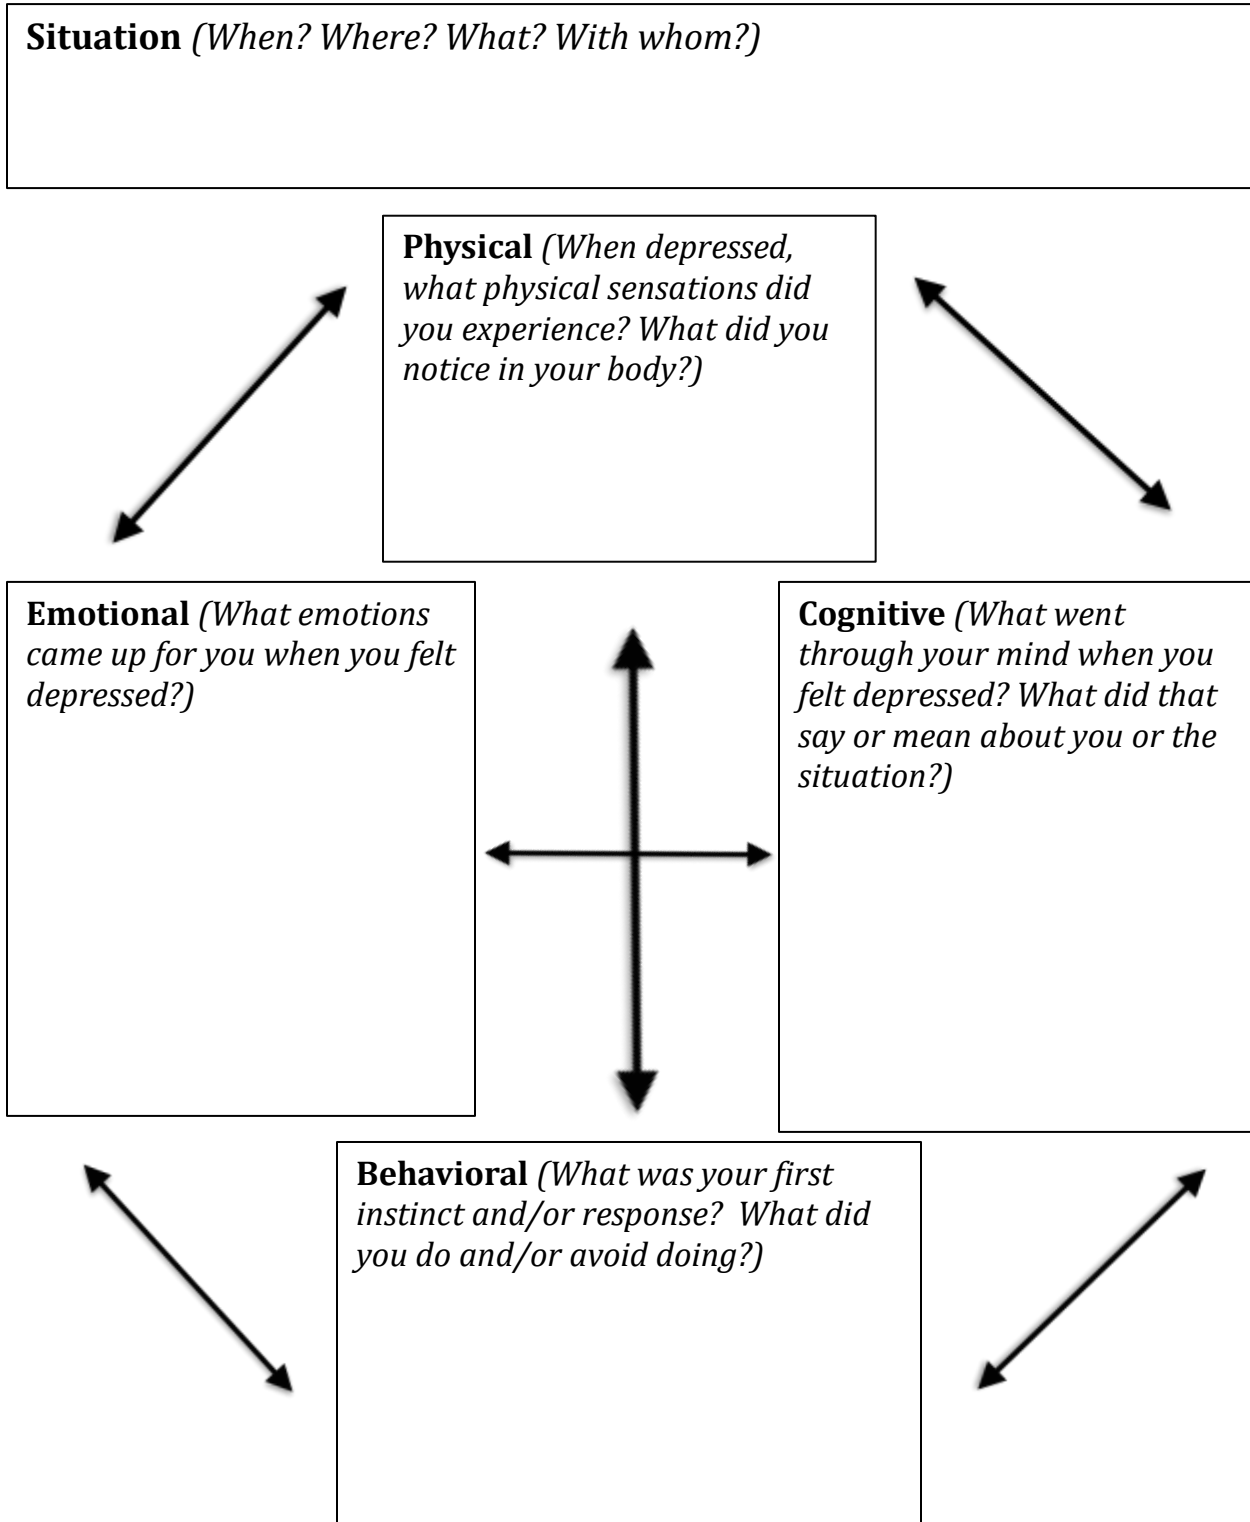 Situation (When? Where? What? With whom?)
Physical (When depressed,
what physical sensations did
you experience? What did you
notice in your body?)
Emotional (What emotions
came up for you when you felt
depressed?)
Cognitive (What went
through your mind when you
felt depressed? What did that
say or mean about you or the
situation?)
Behavioral (What was your first
instinct and/or response?  What did
you do and/or avoid doing?)